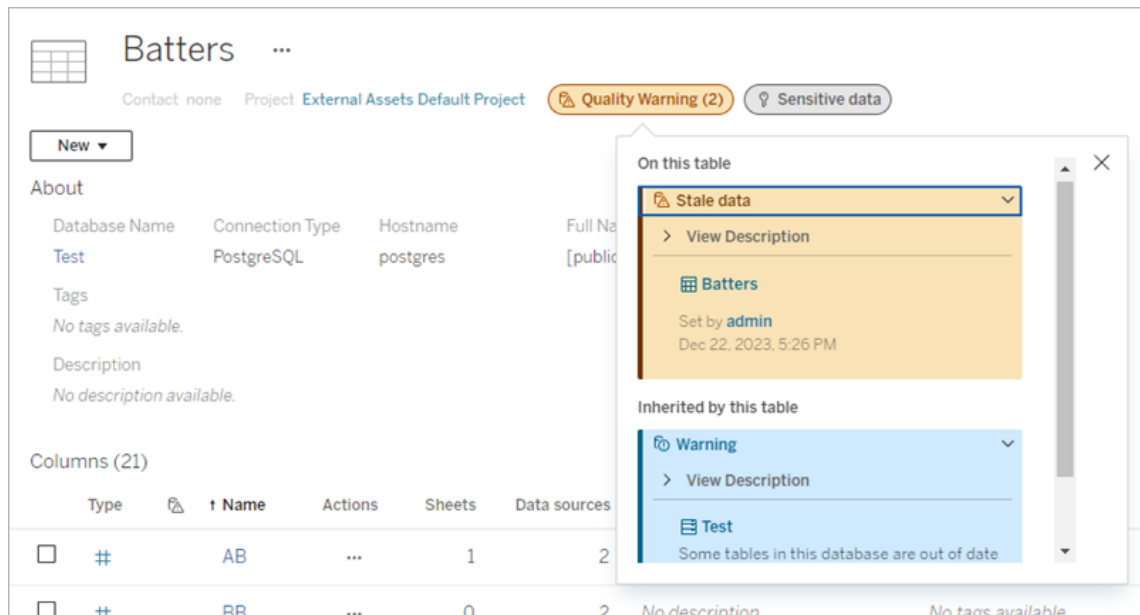 Batters ...
Contact none Project External Assets Default Project Quality Warning (2) Sensitive data
New
About
Database Name Connection Type Hostname Full Na
Test PostgreSQL postgres [public
Tags
No tags available.
Description
No description available.
On this table
Stale data
View Description
Batters
Set by admin
Dec 22, 2023, 5:26 PM
Inherited by this table
Warning
View Description
Test
Some tables in this database are out of date
Columns (21)
Type ↑ Name Actions Sheets Data sources
# AB ... 1 2
# BB ... 0 2 No description No tags available